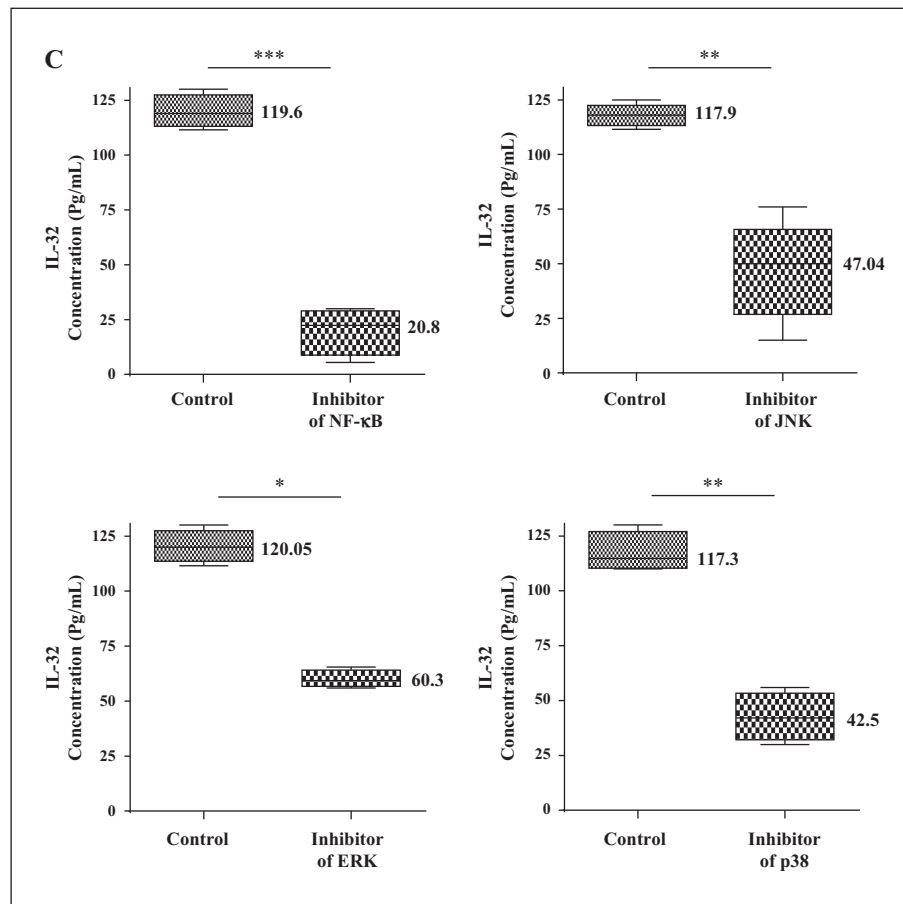 C
***
IL-32
Concentration (Pg/mL)
125
100
75
50
25
0
119.6
20.8
Control
Inhibitor
of NF-κB
**
IL-32
Concentration (Pg/mL)
125
100
75
50
25
0
117.9
47.04
Control
Inhibitor
of JNK
*
IL-32
Concentration (Pg/mL)
125
100
75
50
25
0
120.05
60.3
Control
Inhibitor
of ERK
**
IL-32
Concentration (Pg/mL)
125
100
75
50
25
0
117.3
42.5
Control
Inhibitor
of p38